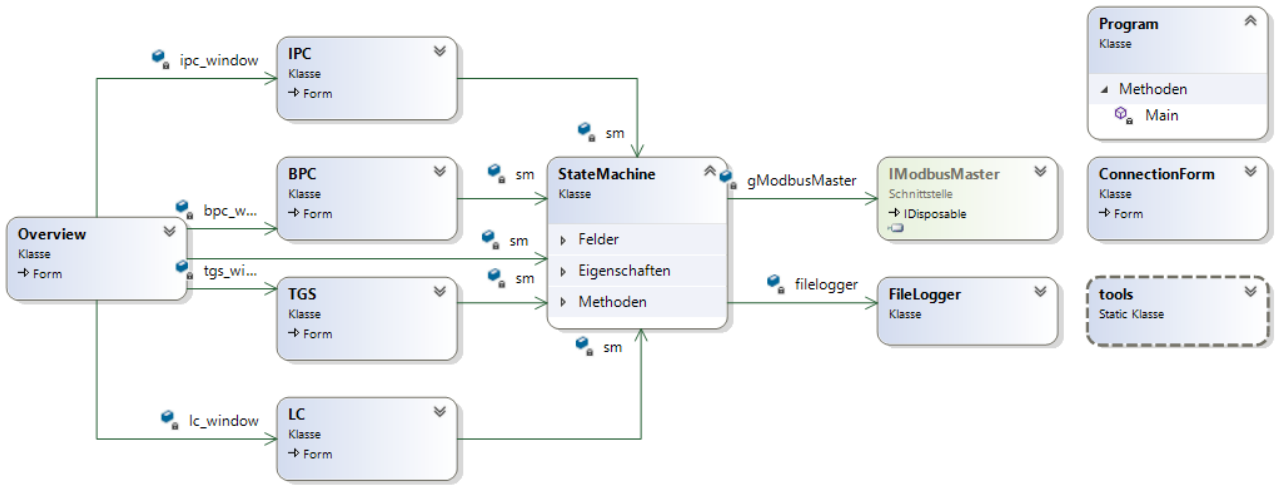 ipc_window
IPC
Klasse
Form
sm
Program
Klasse
Methoden
Main
bpc_w...
BPC
Klasse
Form
sm
StateMachine
Klasse
Felder
Eigenschaften
Methoden
gModbusMaster
IModbusMaster
Schnittstelle
IDisposable
ConnectionForm
Klasse
Form
Overview
Klasse
Form
sm
tgs_wi...
TGS
Klasse
Form
sm
filelogger
FileLogger
Klasse
tools
Static Klasse
sm
lc_window
LC
Klasse
Form